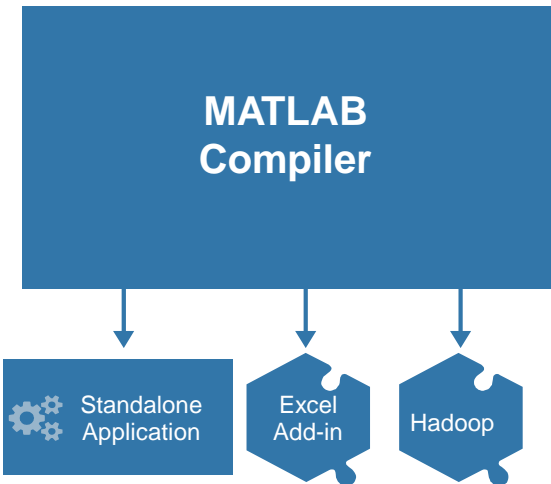 MATLAB
Compiler
Standalone
Application
Excel
Add-in
Hadoop